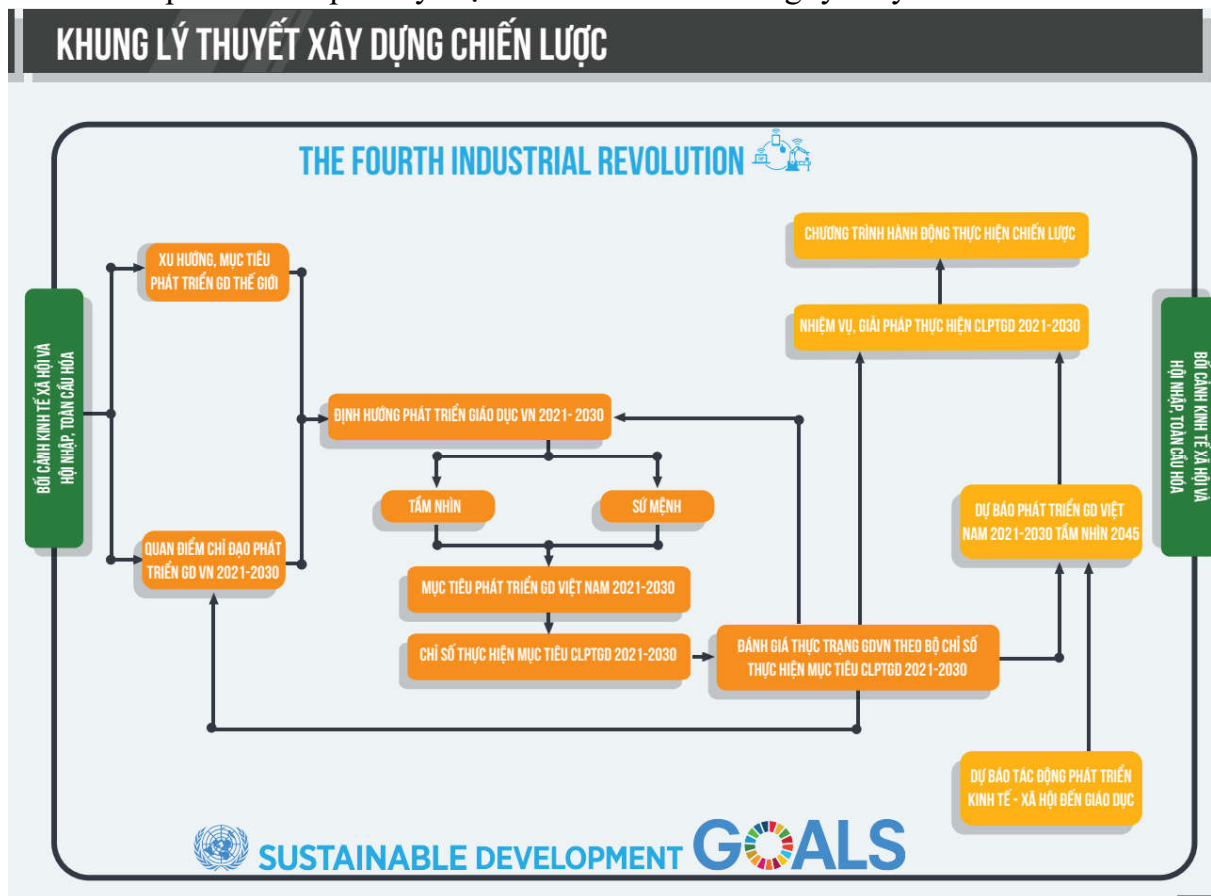 KHUNG LÝ THUYẾT XÂY DỰNG CHIẾN LƯỢC
THE FOURTH INDUSTRIAL REVOLUTION
BỐI CẢNH KINH TẾ XÃ HỘI VÀ
HỘI NHẬP, TOÀN CẦU HÓA
XU HƯỚNG, MỤC TIÊU
PHÁT TRIỂN GD THẾ GIỚI
QUAN ĐIỂM CHỈ ĐẠO PHÁT
TRIỂN GD VN 2021-2030
ĐỊNH HƯỚNG PHÁT TRIỂN GIÁO DỤC VN 2021- 2030
TẦM NHÌN
SỨ MỆNH
MỤC TIÊU PHÁT TRIỂN GD VIỆT NAM 2021-2030
CHỈ SỐ THỰC HIỆN MỤC TIÊU CLPTGD 2021-2030
ĐÁNH GIÁ THỰC TRẠNG GDVN THEO BỘ CHỈ SỐ
THỰC HIỆN MỤC TIÊU CLPTGD 2021-2030
CHƯƠNG TRÌNH HÀNH ĐỘNG THỰC HIỆN CHIẾN LƯỢC
NHIỆM VỤ, GIẢI PHÁP THỰC HIỆN CLPTGD 2021-2030
DỰ BÁO PHÁT TRIỂN GD VIỆT
NAM 2021-2030 TẦM NHÌN 2045
DỰ BÁO TÁC ĐỘNG PHÁT TRIỂN
KINH TẾ - XÃ HỘI ĐẾN GIÁO DỤC
BỐI CẢNH KINH TẾ XÃ HỘI VÀ
HỘI NHẬP, TOÀN CẦU HÓA
SUSTAINABLE DEVELOPMENT GOALS